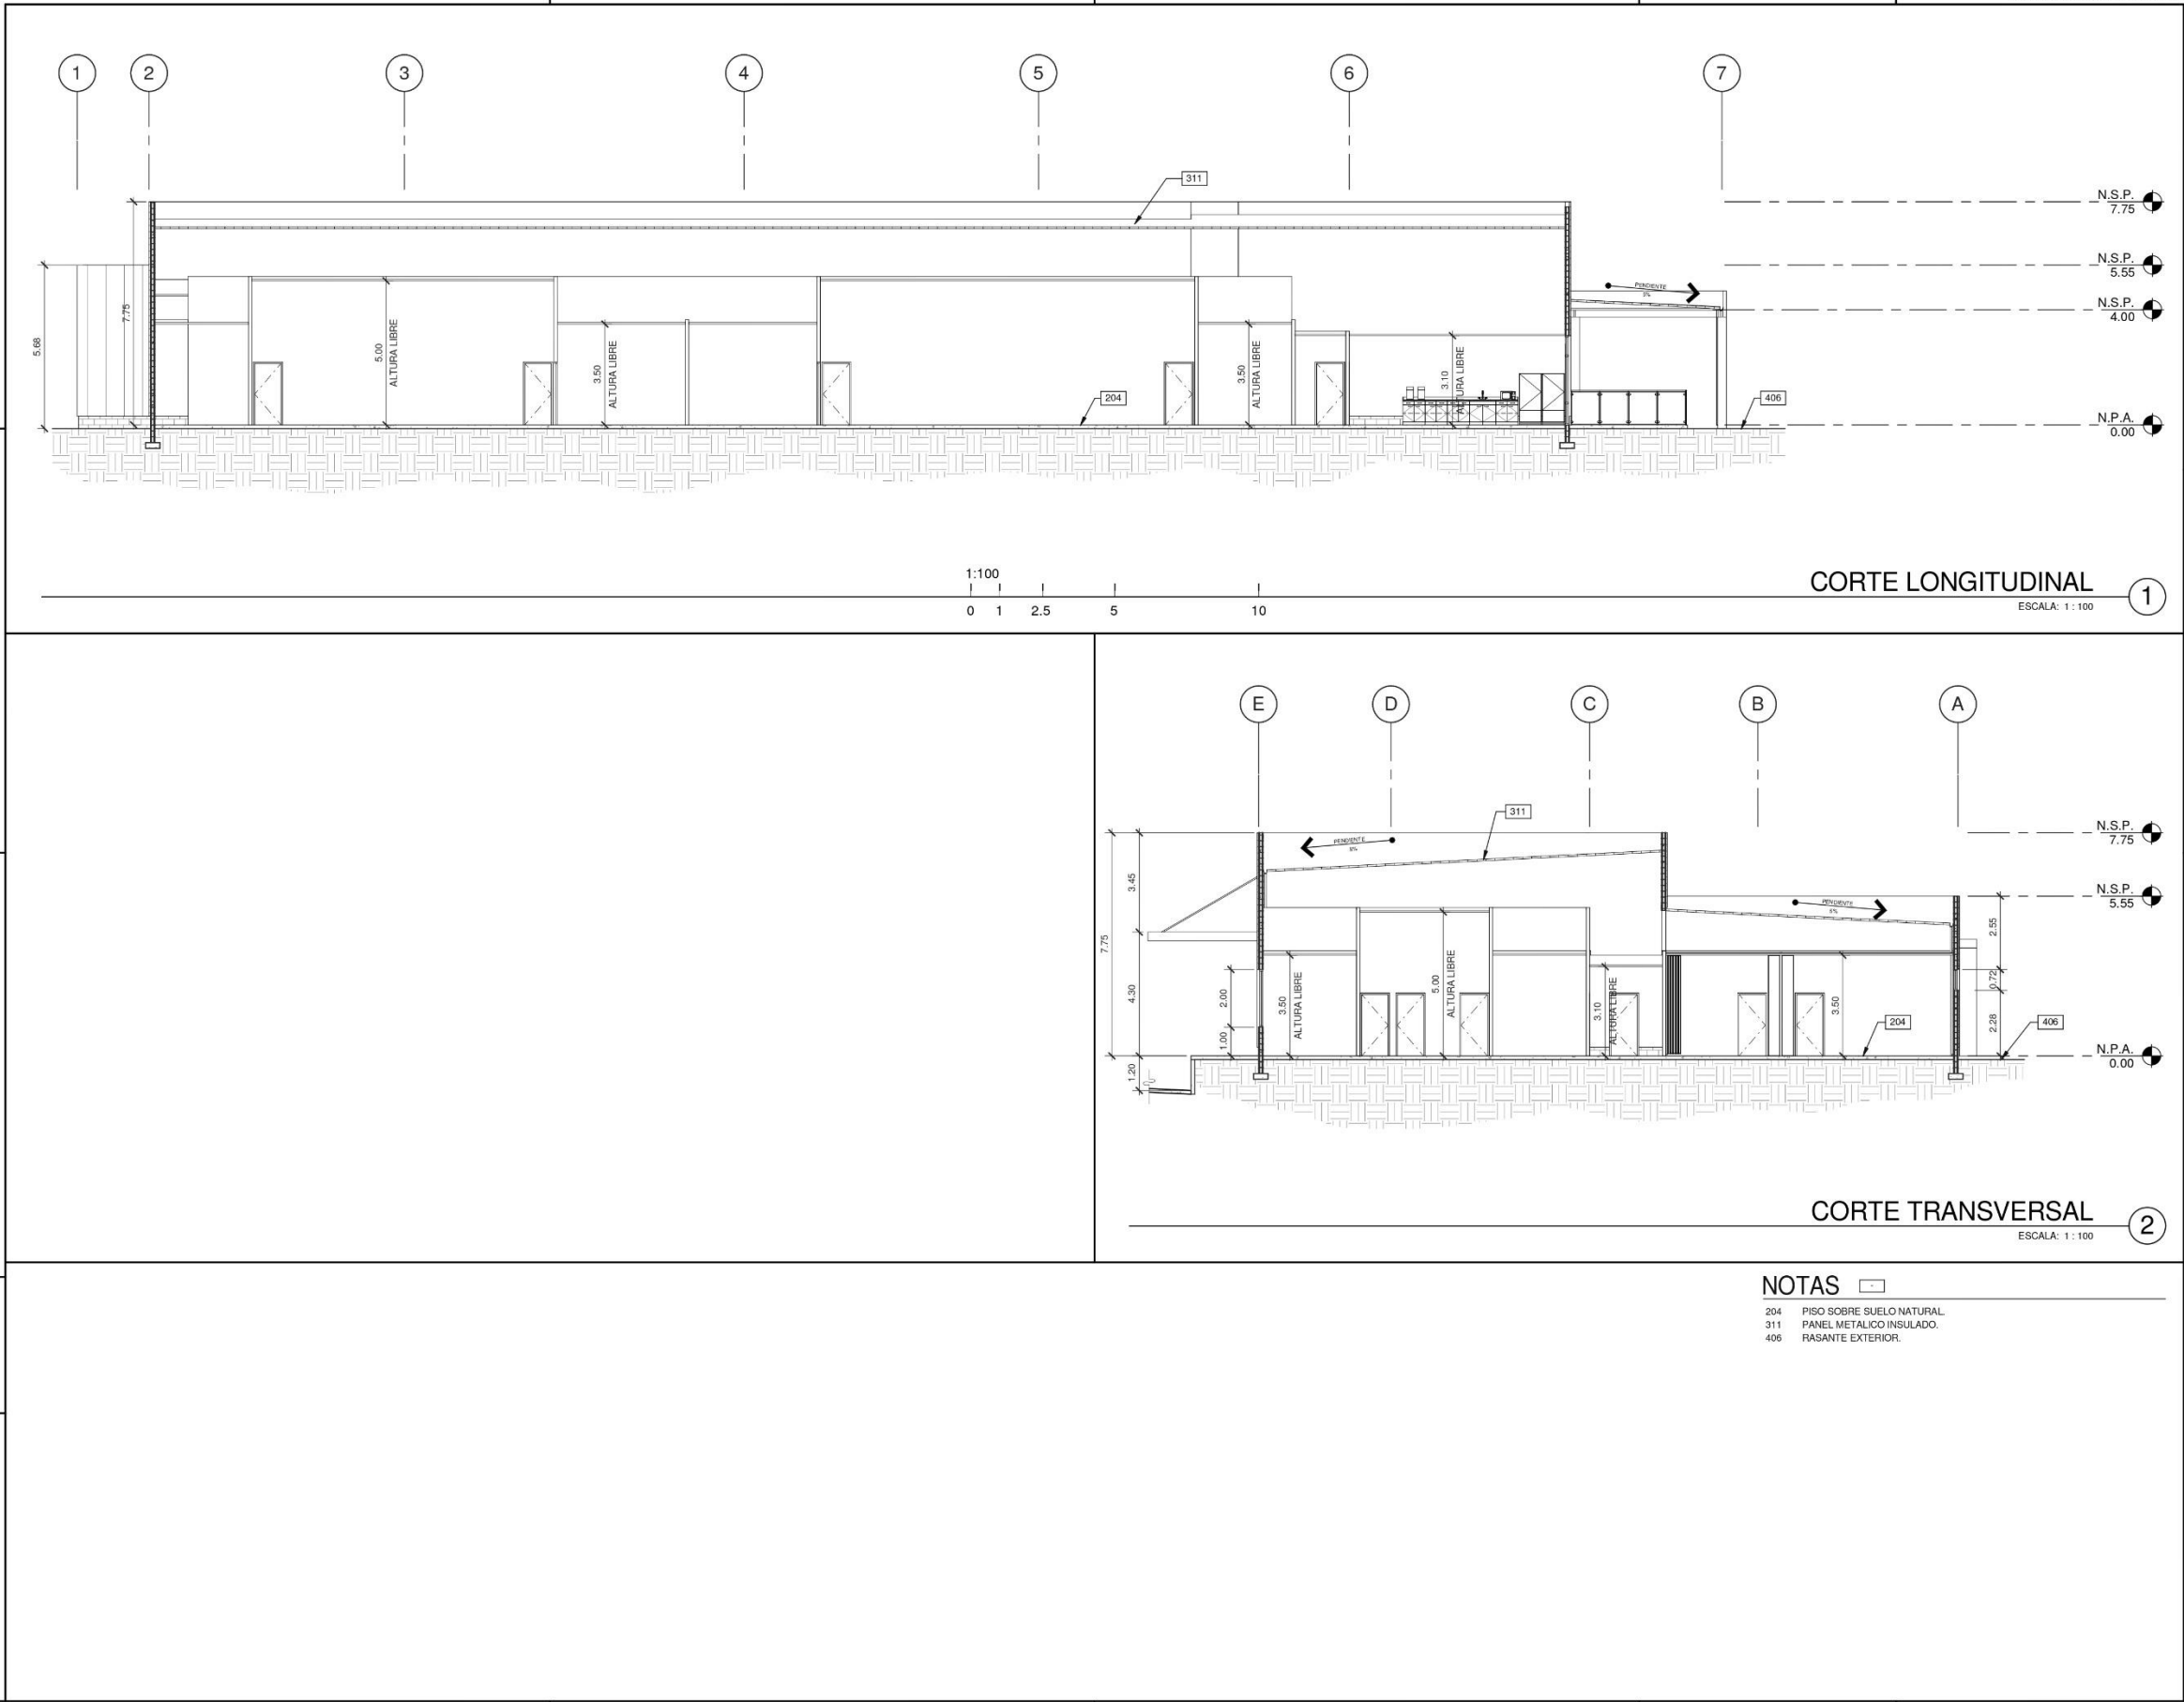 1 2 3 4 5 6 7
311
N.S.P.
7.75
N.S.P.
5.55
PENDIENTE
3%
N.S.P.
4.00
7.75
5.68
5.00
ALTURA LIBRE
3.50
ALTURA LIBRE
3.50
ALTURA LIBRE
3.10
ALTURA LIBRE
204
406
N.P.A.
0.00
1:100
0 1 2.5 5 10
CORTE LONGITUDINAL
1
ESCALA: 1 : 100
E D C B A
311
N.S.P.
7.75
PENDIENTE
N.S.P.
5.55
PENDIENTE
5%
3.45
7.75
4.30
2.00
1.00
1.20
3.50
ALTURA LIBRE
5.00
ALTURA LIBRE
3.10
ALTURA LIBRE
3.50
2.55
0.72
2.28
204
406
N.P.A.
0.00
CORTE TRANSVERSAL
2
ESCALA: 1 : 100
NOTAS
204 PISO SOBRE SUELO NATURAL.
311 PANEL METALICO INSULADO.
406 RASANTE EXTERIOR.